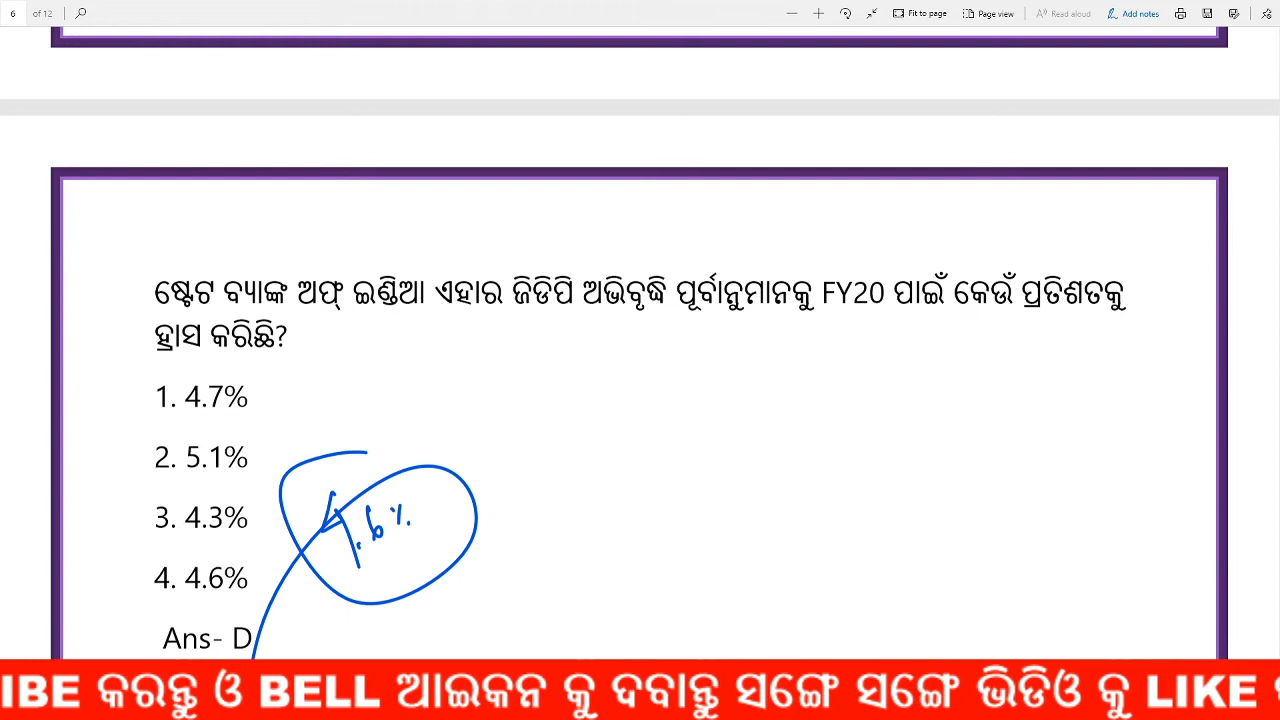 6 of 12 Fit to page Page view Read aloud Add notes
ଷ୍ଟେଟ ବ୍ୟାଙ୍କ ଅଫ୍ ଇଣ୍ଡିଆ ଏହାର ଜିଡିପି ଅଭିବୃଦ୍ଧି ପୂର୍ବାନୁମାନକୁ FY20 ପାଇଁ କେଉଁ ପ୍ରତିଶତକୁ
ହ୍ରାସ କରିଛି?
1. 4.7%
2. 5.1%
3. 4.3%
4.6%
4. 4.6%
Ans- D
IBE କରନ୍ତୁ ଓ BELL ଆଇକନ କୁ ଦବାନ୍ତୁ ସଙ୍ଗେ ସଙ୍ଗେ ଭିଡିଓ କୁ LIKE